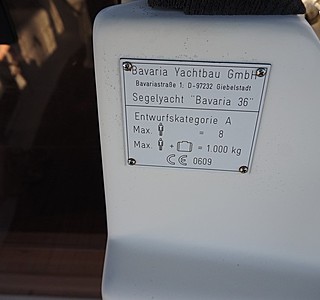 Bavaria Yachtbau GmbH
Bavariastraße 1; D-97232 Giebelstadt
Segelyacht "Bavaria 36"
Entwurfskategorie A
Max. = 8
Max. + = 1.000 kg
CE 0609